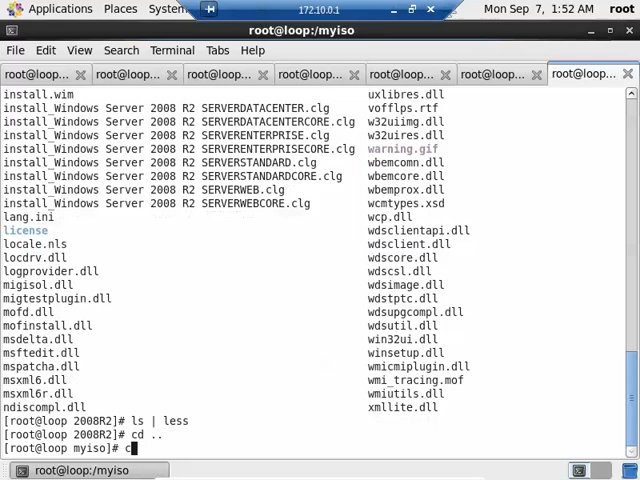 Applications Places System 172.10.0.1 Mon Sep 7, 1:52 AM root
root@loop:/myiso
File Edit View Search Terminal Tabs Help
root@loop... root@loop... root@loop... root@loop... root@loop... root@loop... root@loop...
install.wim uxlibres.dll
install_Windows Server 2008 R2 SERVERDATACENTER.clg vofflps.rtf
install_Windows Server 2008 R2 SERVERDATACENTERCORE.clg w32uiimg.dll
install_Windows Server 2008 R2 SERVERENTERPRISE.clg w32uires.dll
install_Windows Server 2008 R2 SERVERENTERPRISECORE.clg warning.gif
install_Windows Server 2008 R2 SERVERSTANDARD.clg wbemcomn.dll
install_Windows Server 2008 R2 SERVERSTANDARDCORE.clg wbemcore.dll
install_Windows Server 2008 R2 SERVERWEB.clg wbemprox.dll
install_Windows Server 2008 R2 SERVERWEBCORE.clg wcmtypes.xsd
lang.ini wcp.dll
license wdsclientapi.dll
locale.nls wdsclient.dll
locdrv.dll wdscore.dll
logprovider.dll wdscsl.dll
migisol.dll wdsimage.dll
migtestplugin.dll wdstptc.dll
mofd.dll wdsupgcompl.dll
mofinstall.dll wdsutil.dll
msdelta.dll win32ui.dll
msftedit.dll winsetup.dll
mspatcha.dll wmicmiplugin.dll
msxml6.dll wmi_tracing.mof
msxml6r.dll wmiutils.dll
ndiscompl.dll xmllite.dll
[root@loop 2008R2]# ls | less
[root@loop 2008R2]# cd ..
[root@loop myiso]# c
root@loop:/myiso